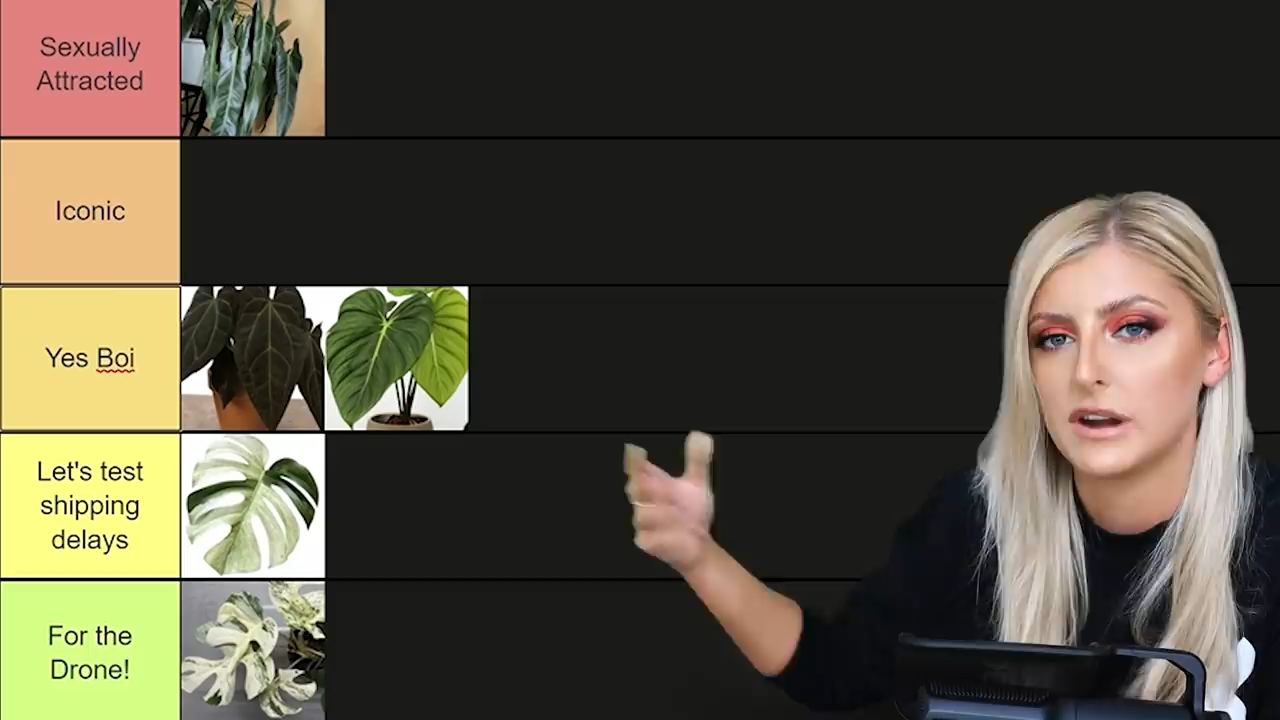 Sexually
Attracted
Iconic
Yes Boi
Let's test
shipping
delays
For the
Drone!